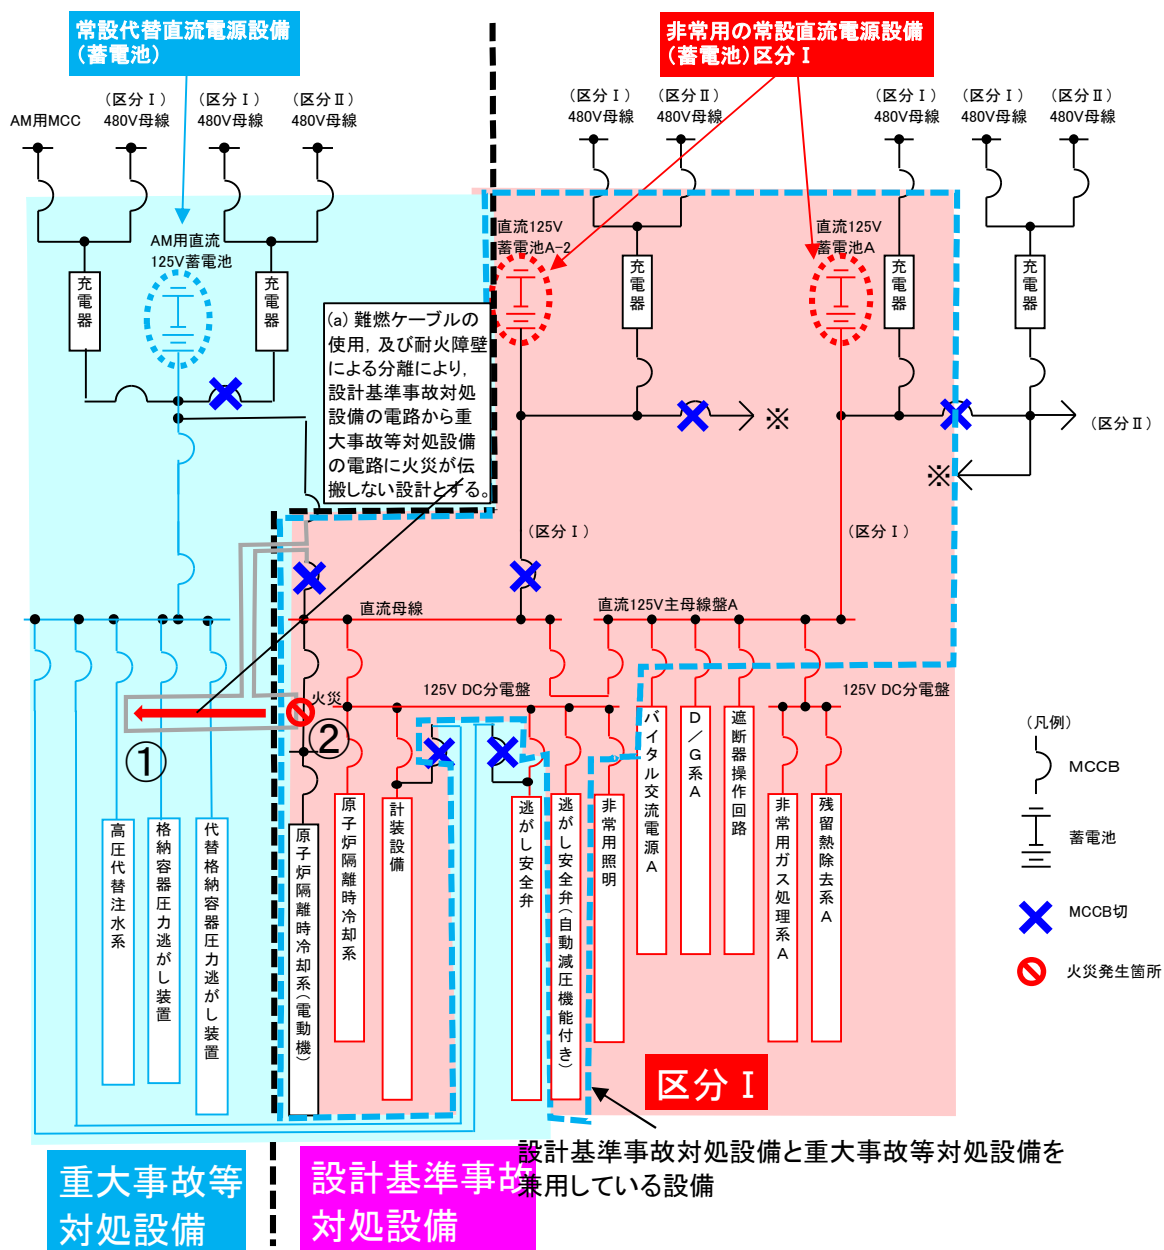 常設代替直流電源設備
(蓄電池)
非常用の常設直流電源設備
(蓄電池)区分Ⅰ
AM用MCC
(区分Ⅰ)
480V母線
(区分Ⅰ)
480V母線
(区分Ⅱ)
480V母線
(区分Ⅰ)
480V母線
(区分Ⅱ)
480V母線
(区分Ⅰ)
480V母線
(区分Ⅰ)
480V母線
(区分Ⅱ)
480V母線
AM用直流
125V蓄電池
直流125V
蓄電池A-2
直流125V
蓄電池A
充電器
充電器
充電器
充電器
充電器
(a) 難燃ケーブルの
使用, 及び耐火障壁
による分離により,
設計基準事故対処
設備の電路から重
大事故等対処設備
の電路に火災が伝
搬しない設計とする。
※
(区分Ⅱ)
※
(区分Ⅰ)
(区分Ⅰ)
直流母線
直流125V主母線盤A
火災
125V DC分電盤
125V DC分電盤
①
②
高圧代替注水系
格納容器圧力逃がし装置
代替格納容器圧力逃がし装置
原子炉隔離時冷却系(電動機)
原子炉隔離時冷却系
計装設備
逃がし安全弁
逃がし安全弁(自動減圧機能付き)
非常用照明
バイタル交流電源A
D/G系A
遮断器操作回路
非常用ガス処理系A
残留熱除去系A
(凡例)
MCCB
蓄電池
MCCB切
火災発生箇所
区分Ⅰ
設計基準事故対処設備と重大事故等対処設備を
兼用している設備
重大事故等
対処設備
設計基準事故
対処設備